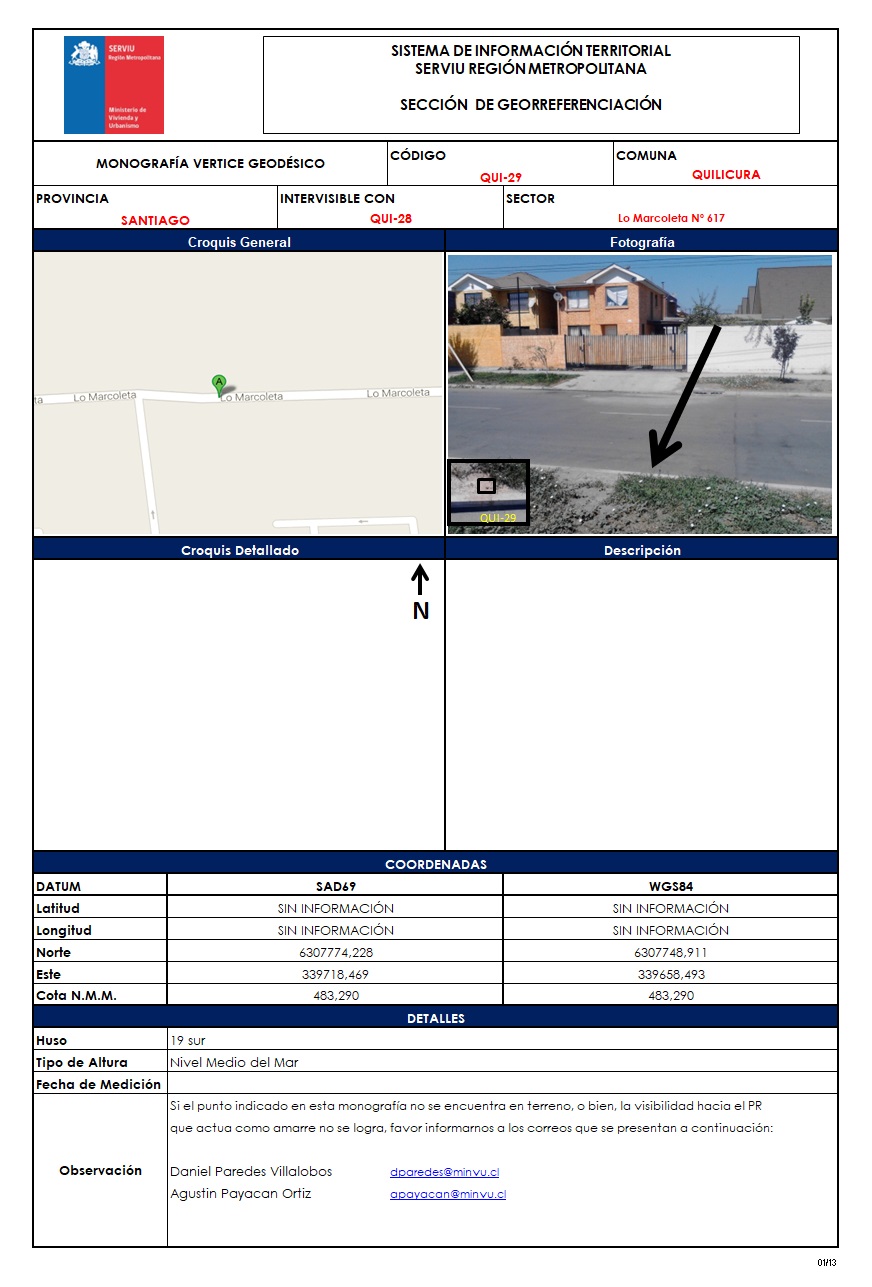 SERVIU
Región Metropolitana
Ministerio de
Vivienda y
Urbanismo
SISTEMA DE INFORMACIÓN TERRITORIAL
SERVIU REGIÓN METROPOLITANA
SECCIÓN DE GEORREFERENCIACIÓN
MONOGRAFÍA VERTICE GEODÉSICO
CÓDIGO
QUI-29
COMUNA
QUILICURA
PROVINCIA
SANTIAGO
INTERVISIBLE CON
QUI-28
SECTOR
Lo Marcoleta Nº 617
Croquis General
Fotografía
A
ta
Lo Marcoleta
Lo Marcoleta
Lo Marcoleta
QUI-29
Croquis Detallado
Descripción
N
COORDENADAS
DATUM SAD69 WGS84
Latitud SIN INFORMACIÓN SIN INFORMACIÓN
Longitud SIN INFORMACIÓN SIN INFORMACIÓN
Norte 6307774,228 6307748,911
Este 339718,469 339658,493
Cota N.M.M. 483,290 483,290
DETALLES
Huso 19 sur
Tipo de Altura Nivel Medio del Mar
Fecha de Medición
Observación
Si el punto indicado en esta monografía no se encuentra en terreno, o bien, la visibilidad hacia el PR
que actua como amarre no se logra, favor informarnos a los correos que se presentan a continuación:
Daniel Paredes Villalobos dparedes@minvu.cl
Agustin Payacan Ortiz apayacan@minvu.cl
01/13